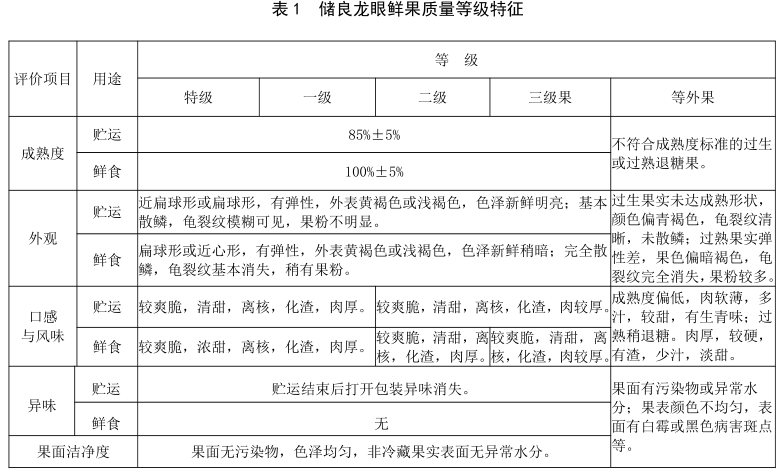 表 1　储良龙眼鲜果质量等级特征
评价项目
用途
等　级
特级
一级
二级
三级果
等外果
成熟度
贮运
85%±5%
鲜食
100%±5%
不符合成熟度标准的过生
或过熟退糖果。
外观
贮运
近扁球形或扁球形，有弹性，外表黄褐色或浅褐色，色泽新鲜明亮；基本
散鳞，龟裂纹模糊可见，果粉不明显。
鲜食
扁球形或近心形，有弹性，外表黄褐色或浅褐色，色泽新鲜稍暗；完全散
鳞，龟裂纹基本消失，稍有果粉。
过生果实未达成熟形状，
颜色偏青褐色，龟裂纹清
晰，未散鳞；过熟果实弹
性差，果色偏暗褐色，龟
裂纹完全消失，果粉较多。
口感
与风味
贮运
较爽脆，清甜，离核，化渣，肉厚。
较爽脆，清甜，离核，化渣，肉较厚。
鲜食
较爽脆，浓甜，离核，化渣，肉厚。
较爽脆，清甜，离
核，化渣，肉厚。
较爽脆，清甜，离
核，化渣，肉较厚。
成熟度偏低，肉软薄，多
汁，较甜，有生青味；过
熟稍退糖。肉厚，较硬，
有渣，少汁，淡甜。
异味
贮运
贮运结束后打开包装异味消失。
鲜食
无
果面洁净度
果面无污染物，色泽均匀，非冷藏果实表面无异常水分。
果面有污染物或异常水
分；果表颜色不均匀，表
面有白霉或黑色病害斑点
等。